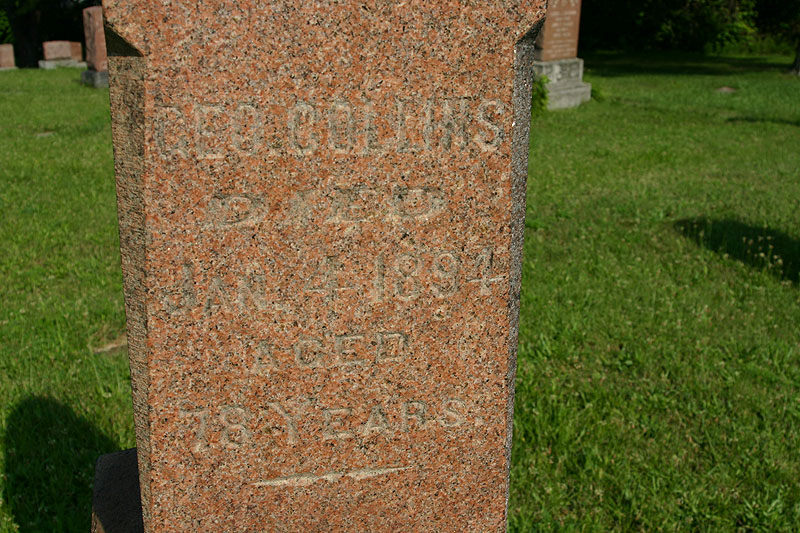 GEO. COLLINS
DIED
JAN. 4 1894
AGED
78 YEARS.